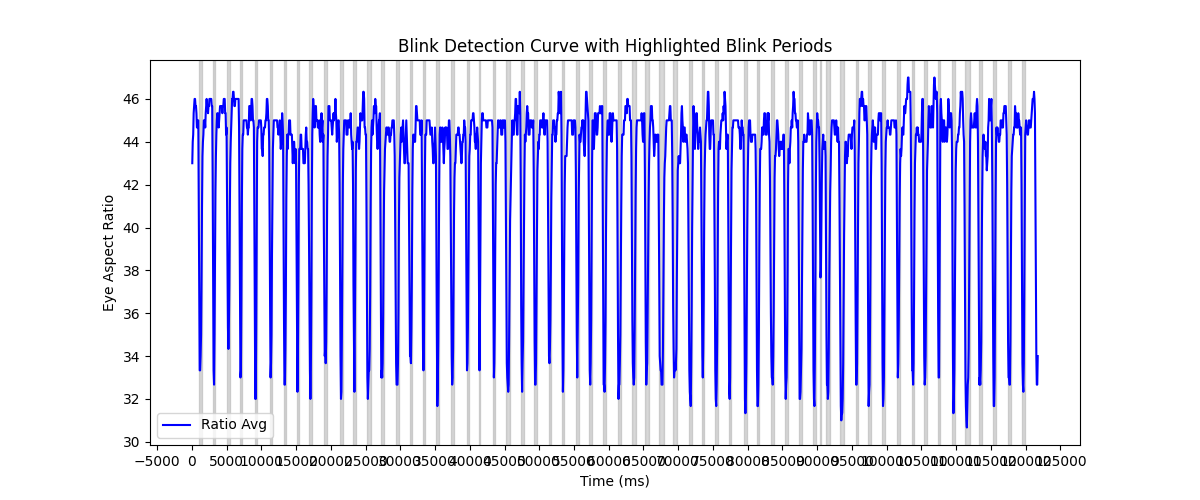 Blink Detection Curve with Highlighted Blink Periods
Eye Aspect Ratio
46
44
42
40
38
36
34
32
30
Ratio Avg
−5000 0 5000 10000 15000 20000 25000 30000 35000 40000 45000 50000 55000 60000 65000 70000 75000 80000 85000 90000 95000 100000 105000 110000 115000 120000 125000
Time (ms)